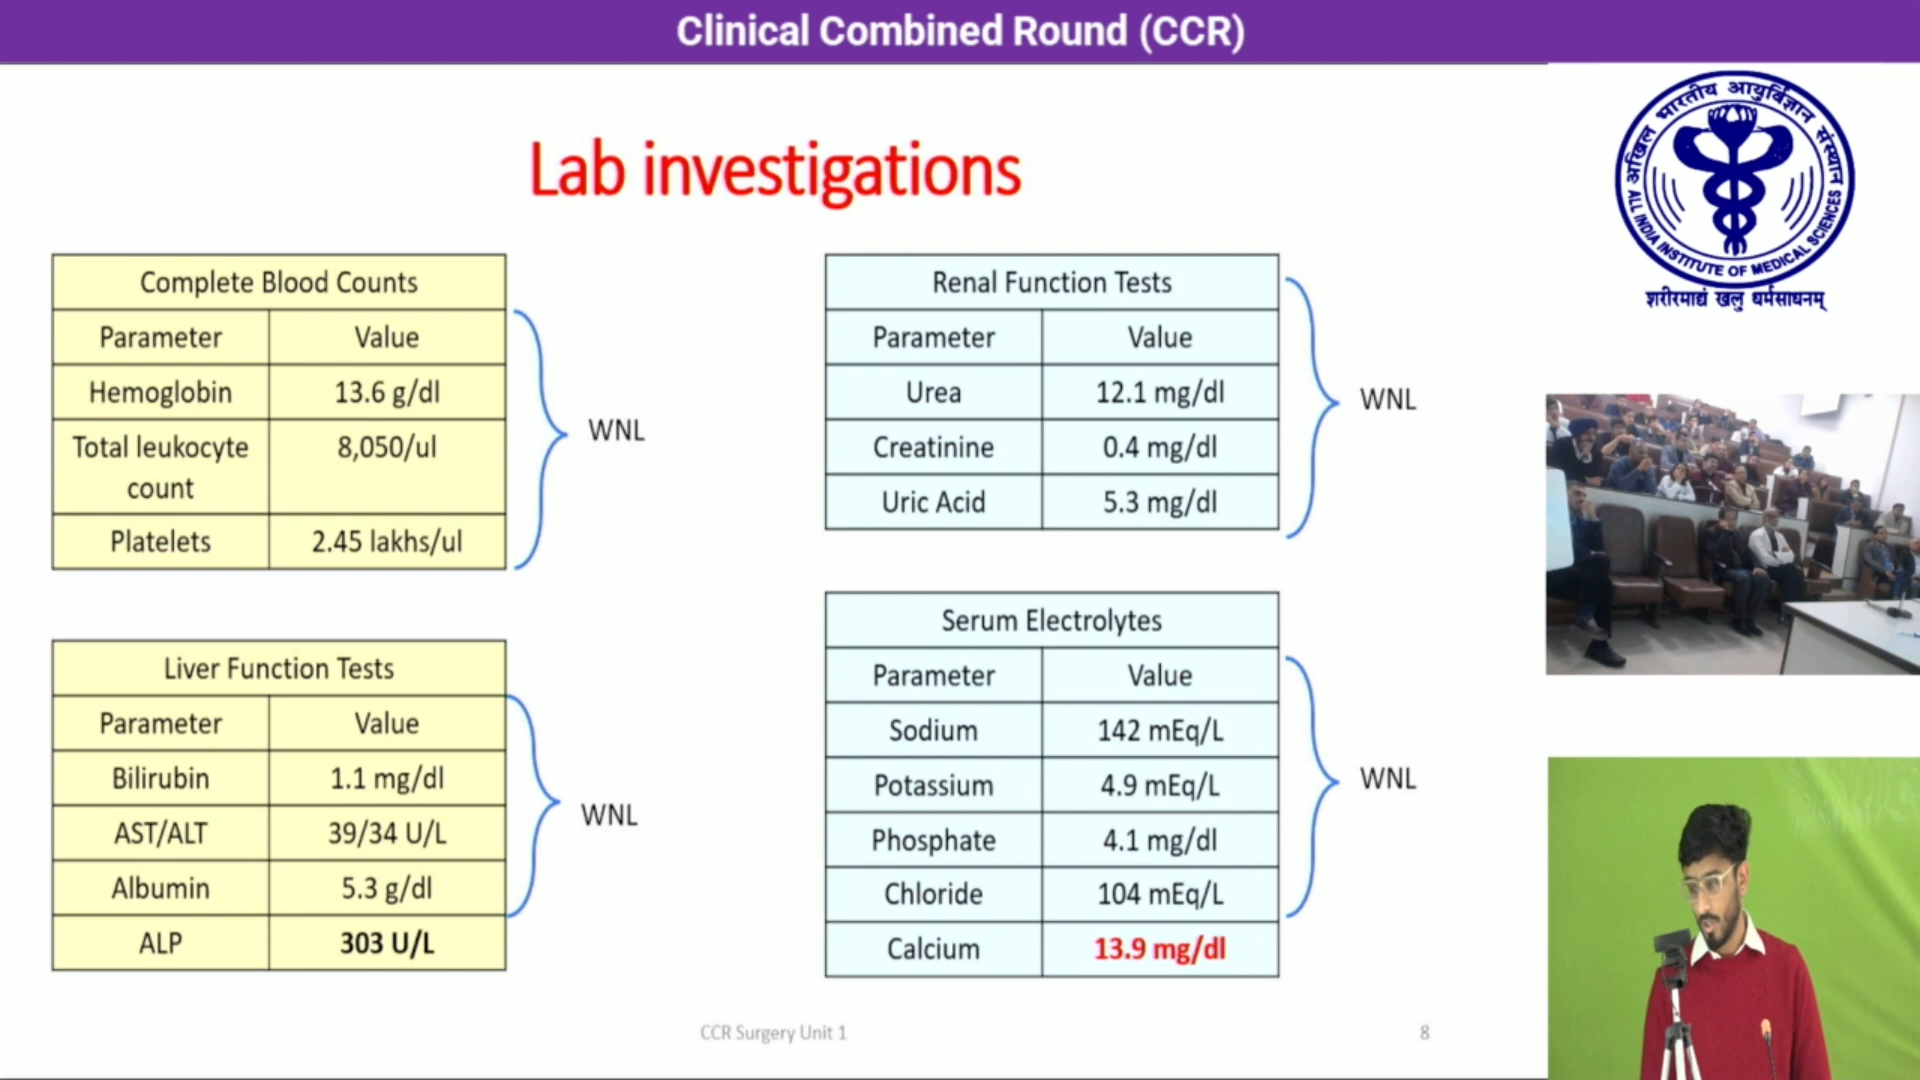 Clinical Combined Round (CCR)
Lab investigations
Complete Blood Counts
Parameter Value
Hemoglobin 13.6 g/dl
Total leukocyte 8,050/ul
count
Platelets 2.45 lakhs/ul
WNL
Liver Function Tests
Parameter Value
Bilirubin 1.1 mg/dl
AST/ALT 39/34 U/L
Albumin 5.3 g/dl
ALP 303 U/L
WNL
Renal Function Tests
Parameter Value
Urea 12.1 mg/dl
Creatinine 0.4 mg/dl
Uric Acid 5.3 mg/dl
WNL
Serum Electrolytes
Parameter Value
Sodium 142 mEq/L
Potassium 4.9 mEq/L
Phosphate 4.1 mg/dl
Chloride 104 mEq/L
Calcium 13.9 mg/dl
WNL
CCR Surgery Unit 1
8
अखिल भारतीय आयुर्विज्ञान संस्थान
ALL INDIA INSTITUTE OF MEDICAL SCIENCES
शरीरमाद्यं खलु धर्मसाधनम्